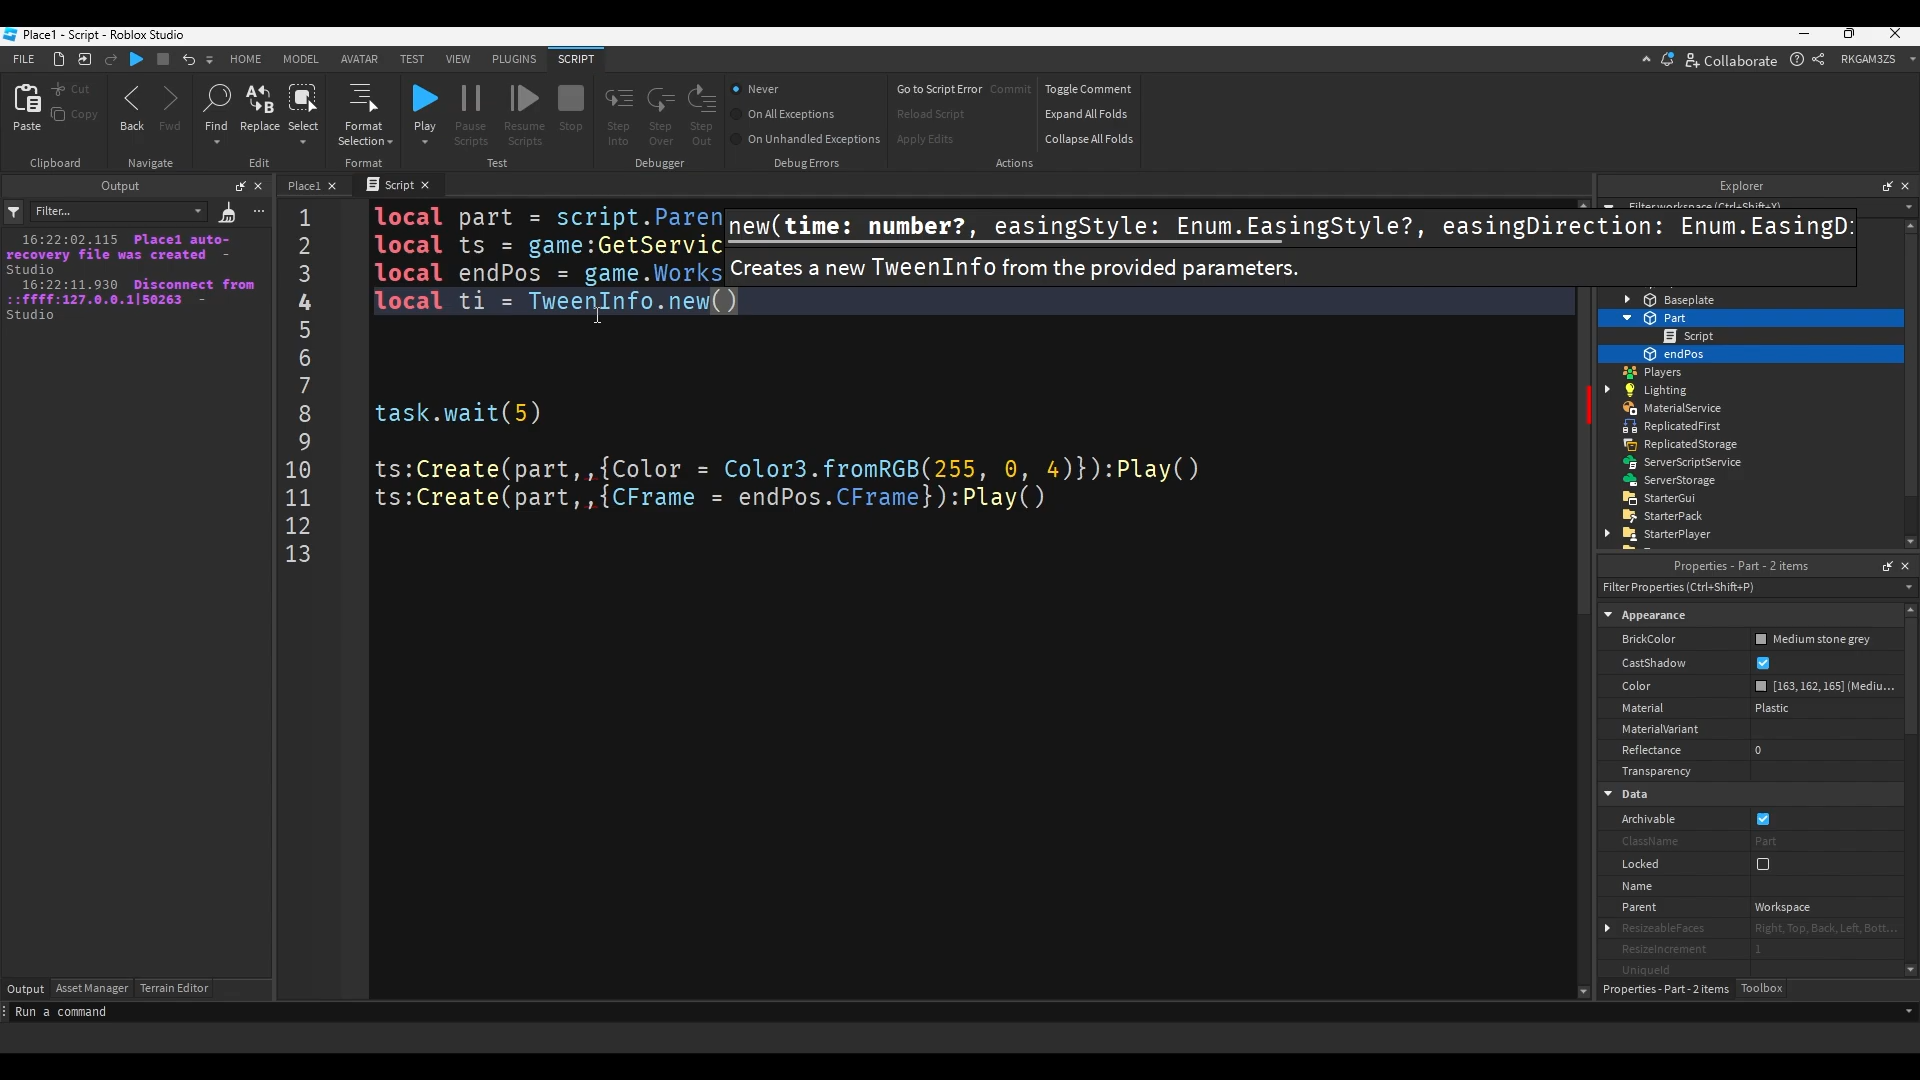 Place1 - Script - Roblox Studio
FILE HOME MODEL AVATAR TEST VIEW PLUGINS SCRIPT Collaborate RKGAM3ZS
Paste Cut Copy Back Fwd Find Replace Select Format Selection Play Pause Scripts Resume Scripts Stop Step Into Step Over Step Out
Never
On All Exceptions
On Unhandled Exceptions
Go to Script Error Commit
Reload Script
Apply Edits
Toggle Comment
Expand All Folds
Collapse All Folds
Clipboard Navigate Edit Format Test Debugger Debug Errors Actions
Output
Filter...
16:22:02.115 Place1 auto-
recovery file was created -
Studio
16:22:11.930 Disconnect from
::ffff:127.0.0.1|50263 -
Studio
Place1 Script
1 local part = script.Paren
2 local ts = game:GetServic
3 local endPos = game.Works
4 local ti = TweenInfo.new()
5
6
7
8 task.wait(5)
9
10 ts:Create(part,,{Color = Color3.fromRGB(255, 0, 4)}):Play()
11 ts:Create(part,,{CFrame = endPos.CFrame}):Play()
12
13
new(time: number?, easingStyle: Enum.EasingStyle?, easingDirection: Enum.EasingDi
Creates a new TweenInfo from the provided parameters.
Explorer
Filter workspace (Ctrl+Shift+X)
Baseplate
Part
Script
endPos
Players
Lighting
MaterialService
ReplicatedFirst
ReplicatedStorage
ServerScriptService
ServerStorage
StarterGui
StarterPack
StarterPlayer
Properties - Part - 2 items
Filter Properties (Ctrl+Shift+P)
Appearance
BrickColor Medium stone grey
CastShadow
Color [163, 162, 165] (Mediu...
Material Plastic
MaterialVariant
Reflectance 0
Transparency
Data
Archivable
ClassName Part
Locked
Name
Parent Workspace
ResizeableFaces Right, Top, Back, Left, Bott...
ResizeIncrement 1
UniqueId
Output Asset Manager Terrain Editor
Properties - Part - 2 items Toolbox
Run a command